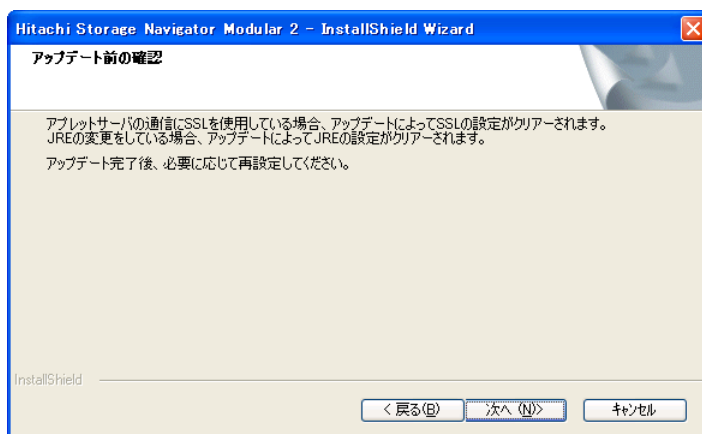 Hitachi Storage Navigator Modular 2 - InstallShield Wizard
アップデート前の確認
アプレットサーバの通信にSSLを使用している場合、アップデートによってSSLの設定がクリアーされます。
JREの変更をしている場合、アップデートによってJREの設定がクリアーされます。
アップデート完了後、必要に応じて再設定してください。
InstallShield
< 戻る(B) 次へ (N)> キャンセル